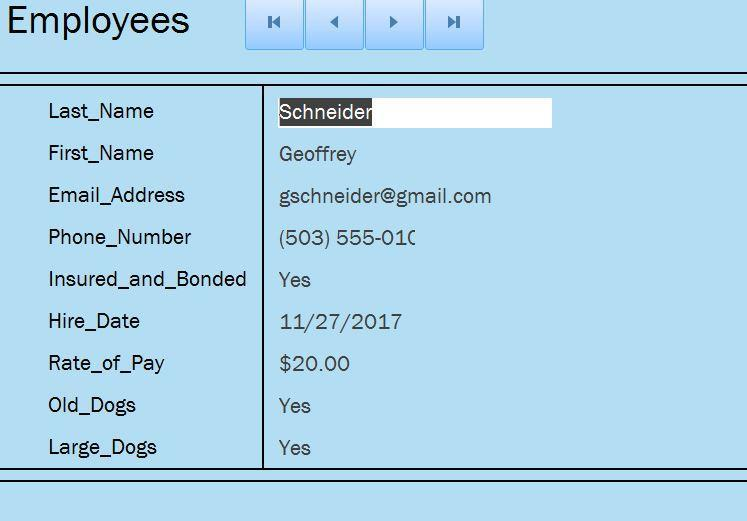 Employees
Last_Name Schneider
First_Name Geoffrey
Email_Address gschneider@gmail.com
Phone_Number (503) 555-010
Insured_and_Bonded Yes
Hire_Date 11/27/2017
Rate_of_Pay $20.00
Old_Dogs Yes
Large_Dogs Yes